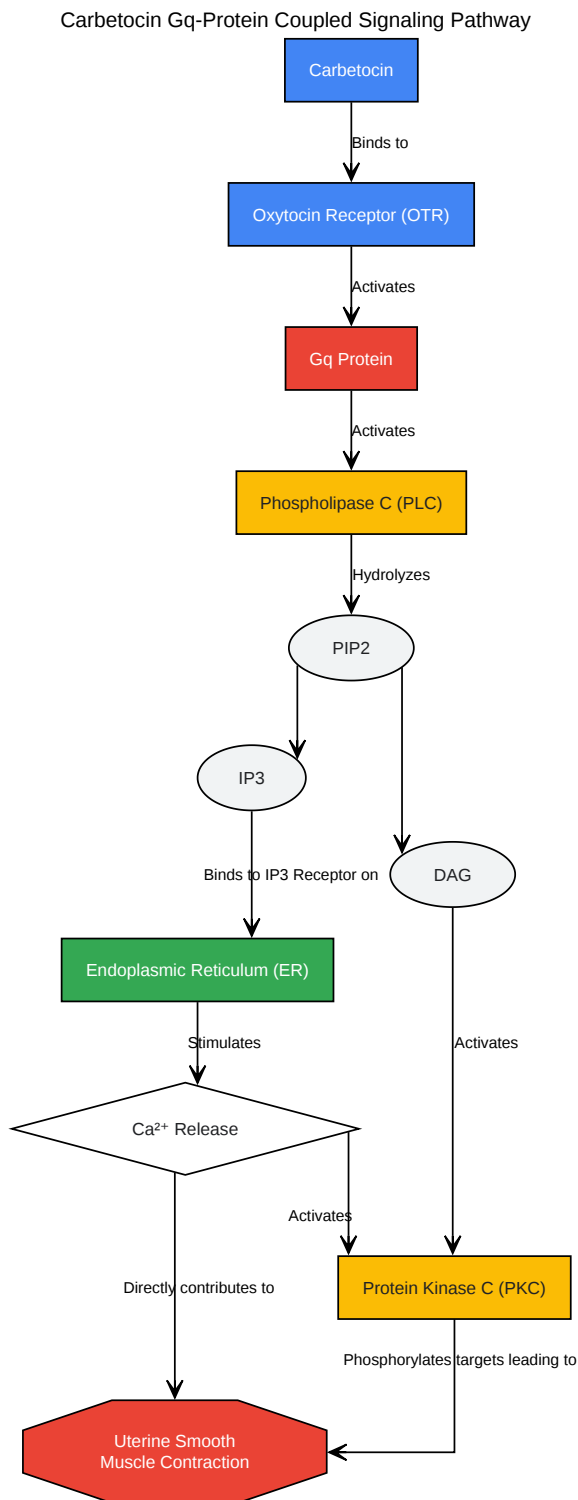 Carbetocin Gq-Protein Coupled Signaling Pathway
Carbetocin
Binds to
Oxytocin Receptor (OTR)
Activates
Gq Protein
Activates
Phospholipase C (PLC)
Hydrolyzes
PIP2
IP3
Binds to IP3 Receptor on
DAG
Endoplasmic Reticulum (ER)
Stimulates
Activates
Ca²⁺ Release
Activates
Directly contributes to
Protein Kinase C (PKC)
Phosphorylates targets leading to
Uterine Smooth
Muscle Contraction